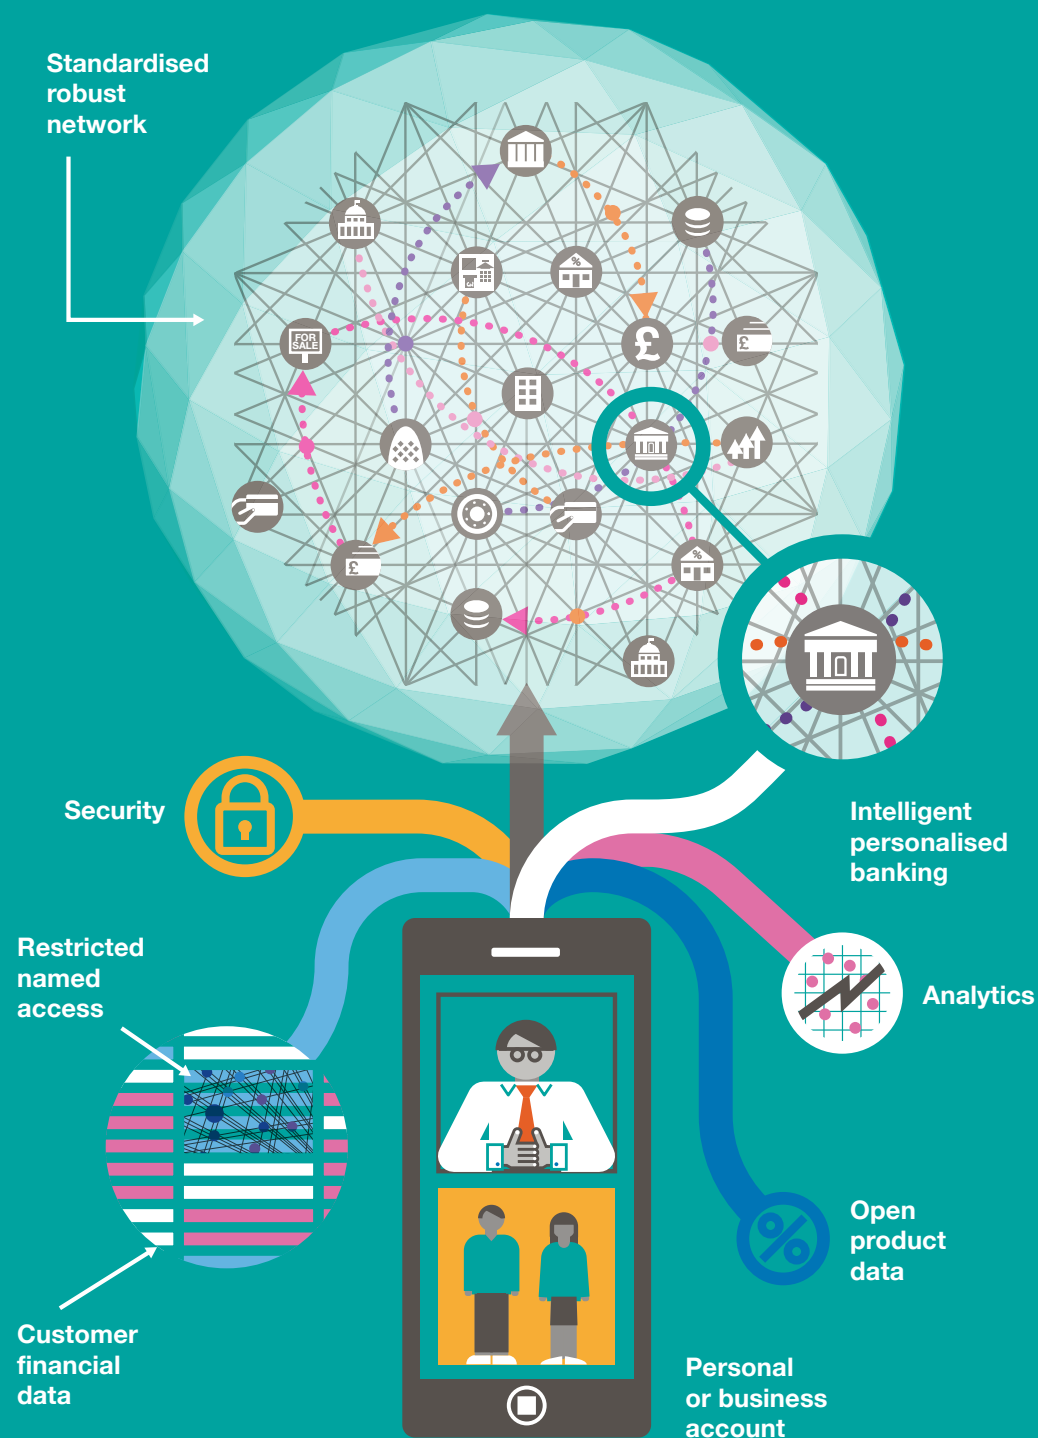 Standardised
robust
network
%
FOR
SALE
£
£
£
%
Security
Intelligent
personalised
banking
Restricted
named
access
Analytics
Open
product
data
%
Customer
financial
data
Personal
or business
account